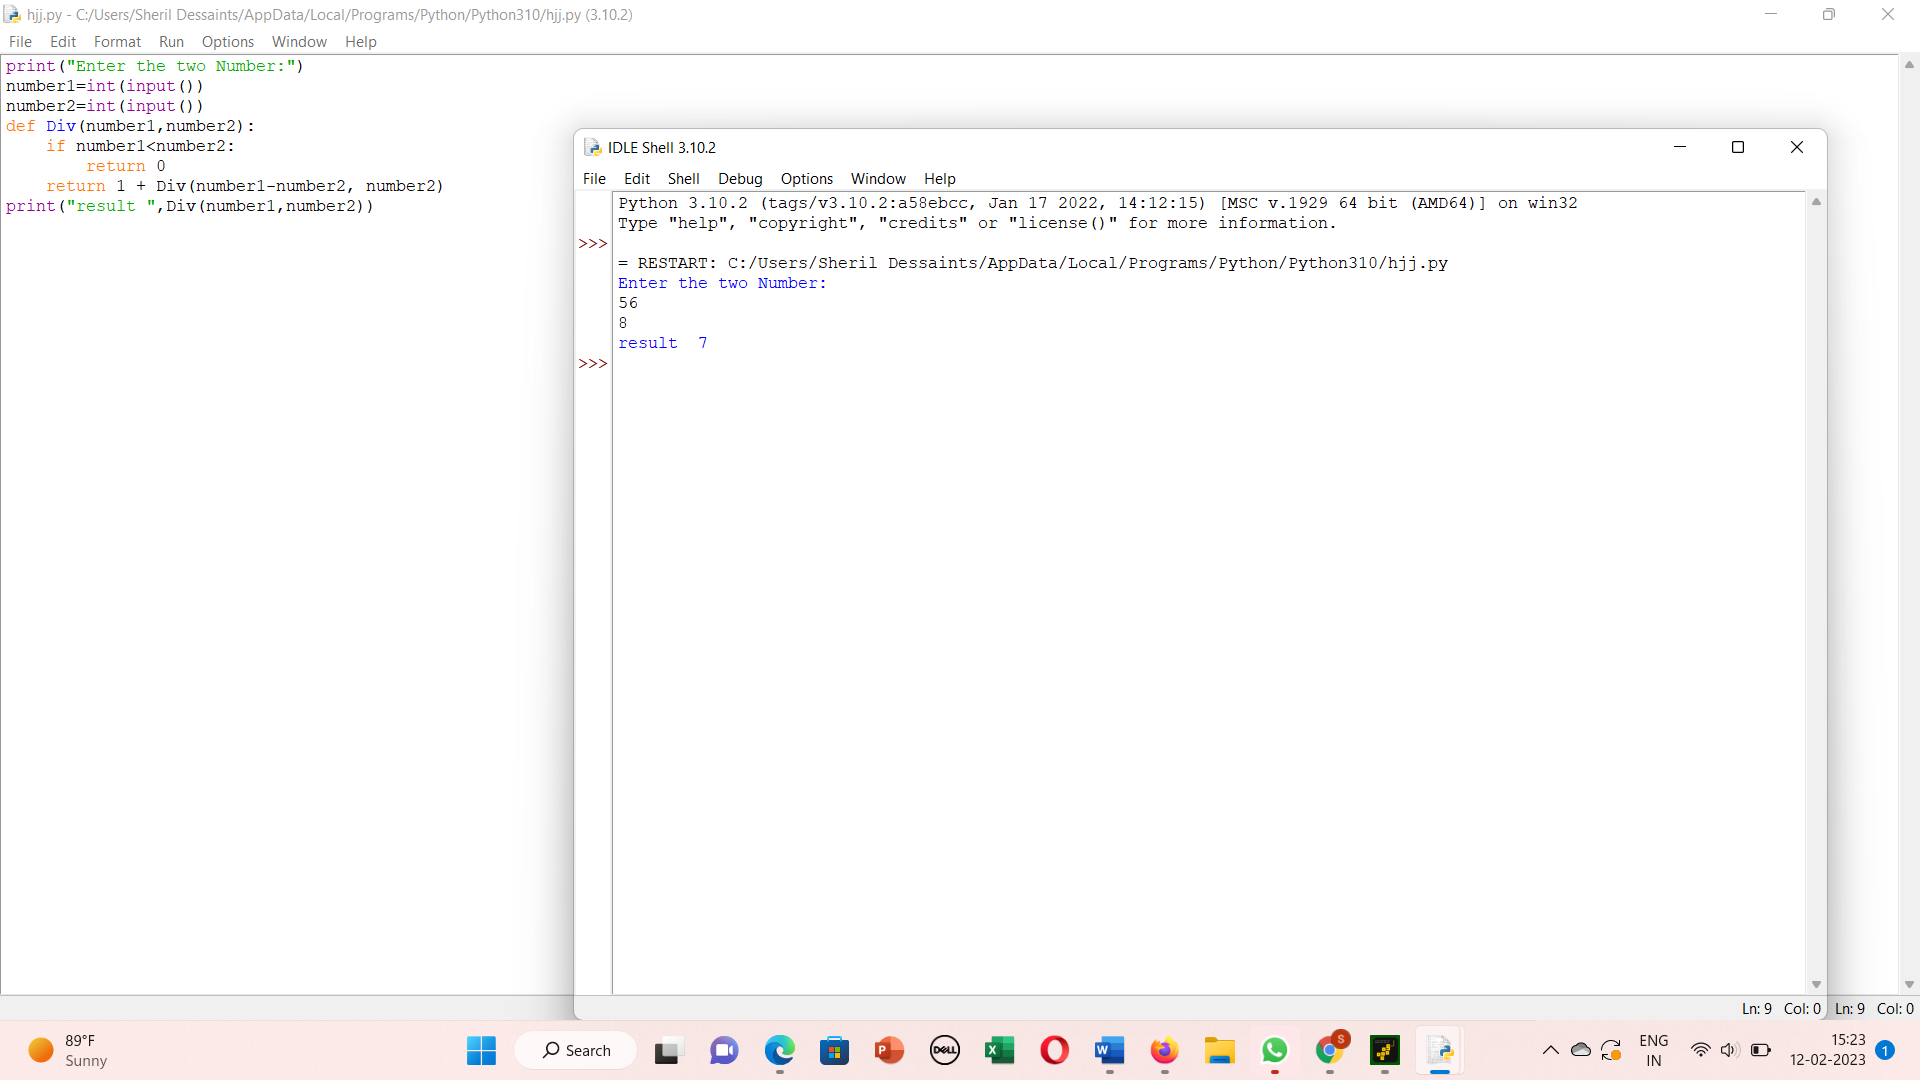 hjj.py - C:/Users/Sheril Dessaints/AppData/Local/Programs/Python/Python310/hjj.py (3.10.2)
File Edit Format Run Options Window Help
print("Enter the two Number:")
number1=int(input())
number2=int(input())
def Div(number1,number2):
    if number1<number2:
        return 0
    return 1 + Div(number1-number2, number2)
print("result ",Div(number1,number2))
IDLE Shell 3.10.2
File Edit Shell Debug Options Window Help
Python 3.10.2 (tags/v3.10.2:a58ebcc, Jan 17 2022, 14:12:15) [MSC v.1929 64 bit (AMD64)] on win32
Type "help", "copyright", "credits" or "license()" for more information.
>>>
= RESTART: C:/Users/Sheril Dessaints/AppData/Local/Programs/Python/Python310/hjj.py
Enter the two Number:
56
8
result  7
>>>
Ln: 9 Col: 0
Ln: 9 Col: 0
89°F
Sunny
Search
P
DELL
X
W
S
ENG
IN
15:23
12-02-2023
1